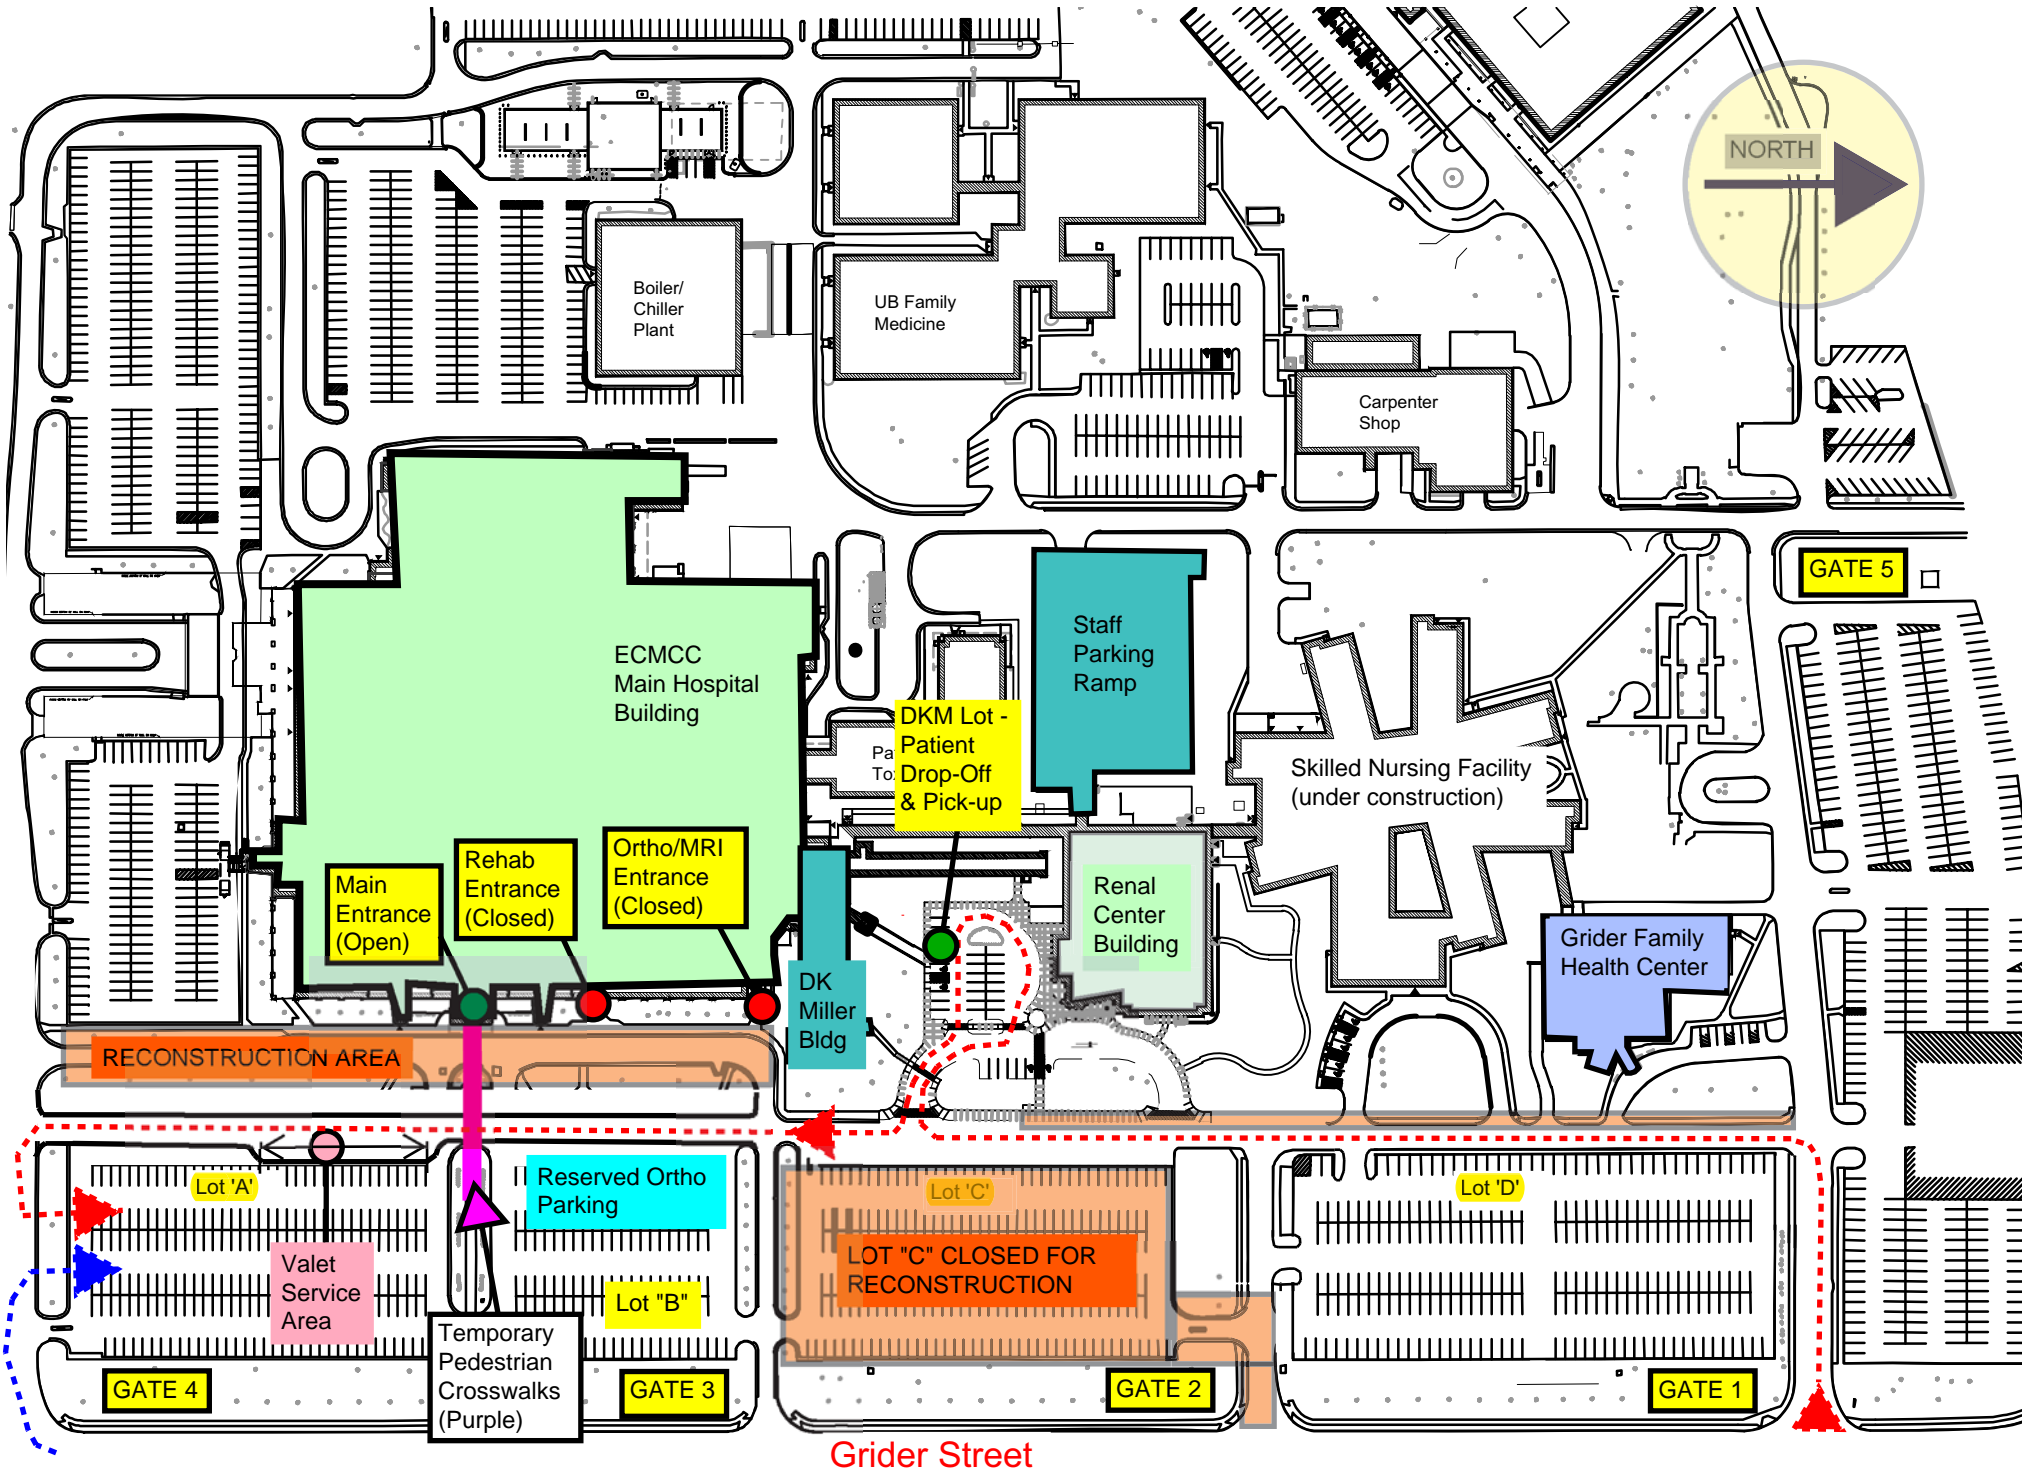 NORTH
Boiler/
Chiller
Plant
UB Family
Medicine
Carpenter
Shop
GATE 5
Staff
Parking
Ramp
ECMCC
Main Hospital
Building
DKM Lot -
Patient
Drop-Off
& Pick-up
Skilled Nursing Facility
(under construction)
Ortho/MRI
Entrance
(Closed)
Rehab
Entrance
(Closed)
Main
Entrance
(Open)
Renal
Center
Building
Grider Family
Health Center
DK
Miller
Bldg
RECONSTRUCTION AREA
Reserved Ortho
Parking
Lot 'A'
Lot 'C'
Lot 'D'
LOT "C" CLOSED FOR
RECONSTRUCTION
Valet
Service
Area
Lot "B"
Temporary
Pedestrian
Crosswalks
(Purple)
GATE 4
GATE 3
GATE 2
GATE 1
Grider Street